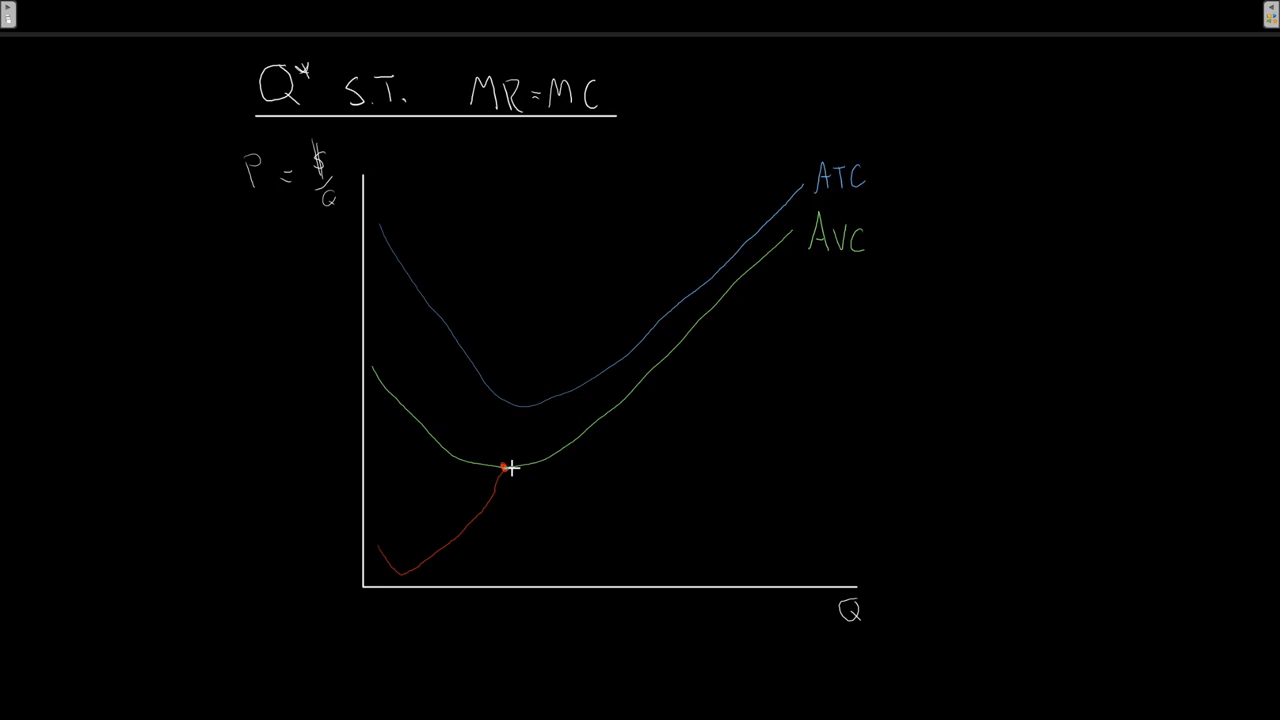 Q* S.T. MR=MC
P = $/Q
ATC
AVC
Q